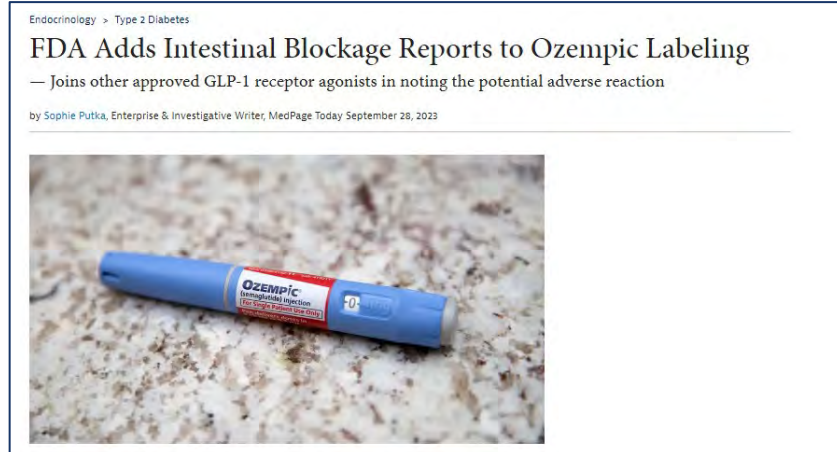 Endocrinology > Type 2 Diabetes
FDA Adds Intestinal Blockage Reports to Ozempic Labeling
— Joins other approved GLP-1 receptor agonists in noting the potential adverse reaction
by Sophie Putka, Enterprise & Investigative Writer, MedPage Today September 28, 2023
OZEMPIC®
(semaglutide) injection
For Single Patient Use Only
-0-